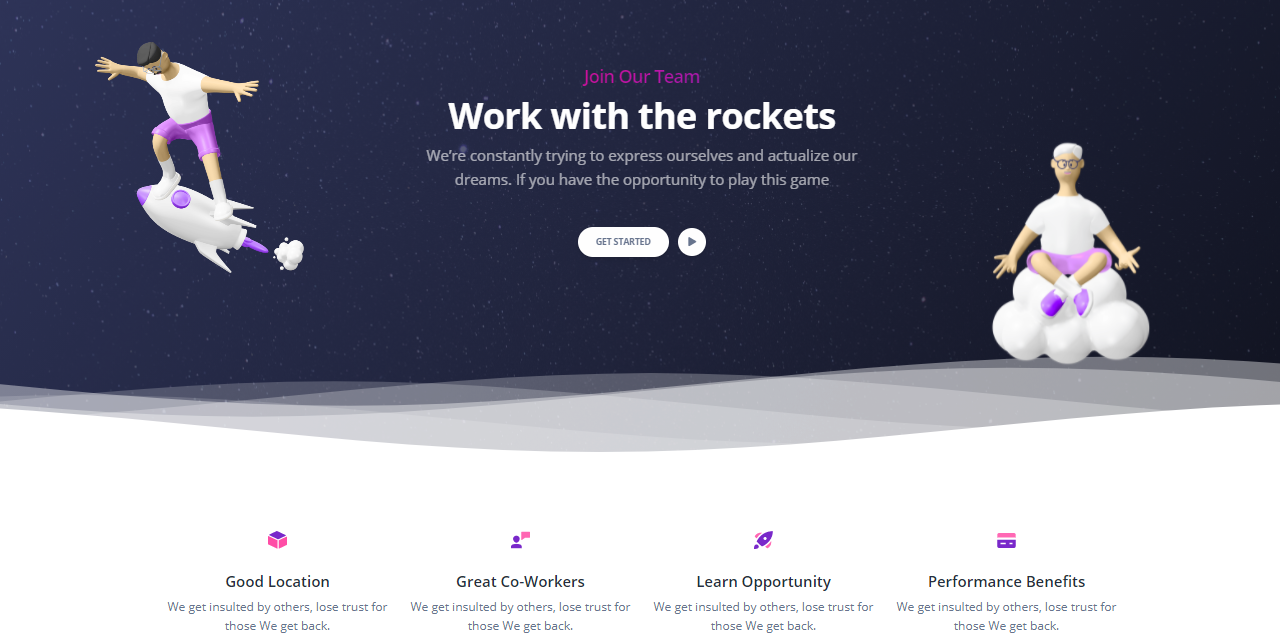 Join Our Team
Work with the rockets
We're constantly trying to express ourselves and actualize our
dreams. If you have the opportunity to play this game
GET STARTED
Good Location
We get insulted by others, lose trust for
those We get back.
Great Co-Workers
We get insulted by others, lose trust for
those We get back.
Learn Opportunity
We get insulted by others, lose trust for
those We get back.
Performance Benefits
We get insulted by others, lose trust for
those We get back.